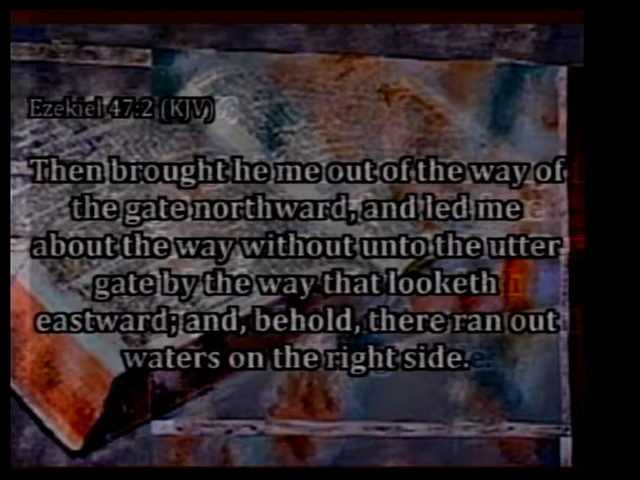 Ezekiel 47:2 (KJV)
Then brought he me out of the way of
the gate northward, and led me
about the way without unto the utter
gate by the way that looketh
eastward; and, behold, there ran out
waters on the right side.